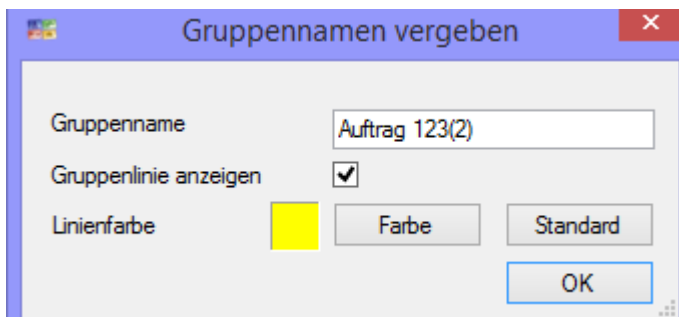 Gruppennamen vergeben
Gruppenname
Auftrag 123(2)
Gruppenlinie anzeigen
Linienfarbe
Farbe
Standard
OK